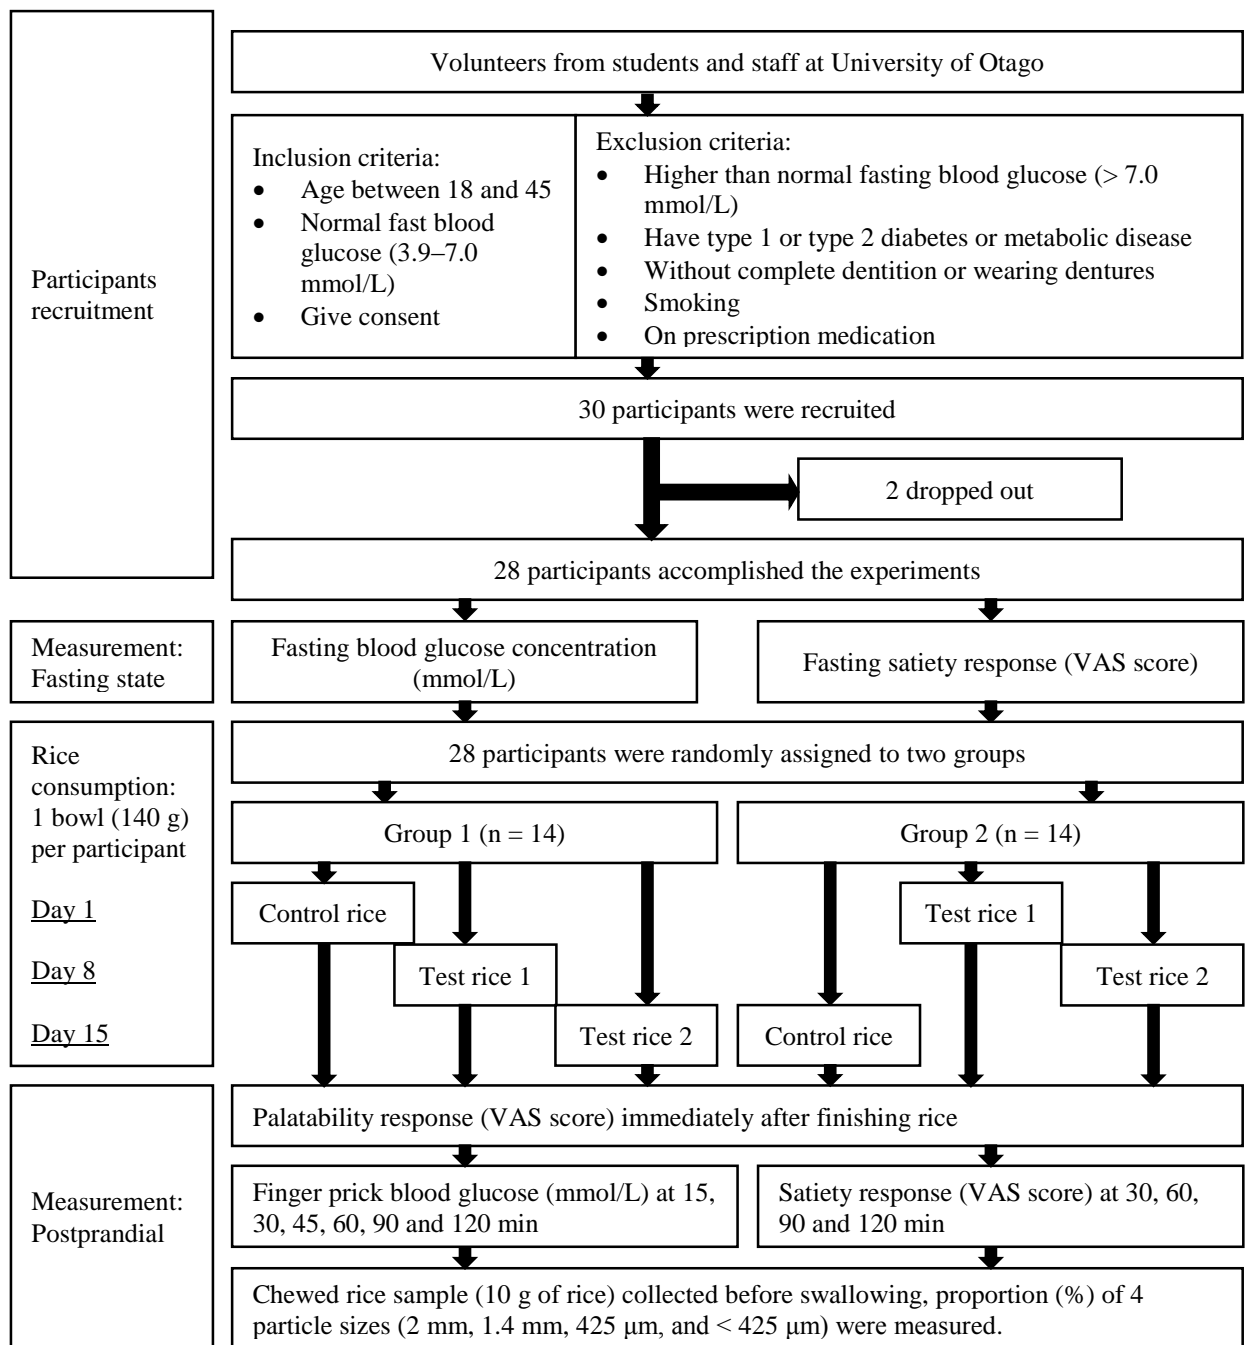 Volunteers from students and staff at University of Otago
Participants
recruitment
Inclusion criteria:
• Age between 18 and 45
• Normal fast blood
glucose (3.9–7.0
mmol/L)
• Give consent
Exclusion criteria:
• Higher than normal fasting blood glucose (> 7.0
mmol/L)
• Have type 1 or type 2 diabetes or metabolic disease
• Without complete dentition or wearing dentures
• Smoking
• On prescription medication
30 participants were recruited
2 dropped out
28 participants accomplished the experiments
Measurement:
Fasting state
Fasting blood glucose concentration
(mmol/L)
Fasting satiety response (VAS score)
Rice
consumption:
1 bowl (140 g)
per participant
28 participants were randomly assigned to two groups
Group 1 (n = 14)
Group 2 (n = 14)
Day 1
Control rice
Test rice 1
Day 8
Test rice 1
Test rice 2
Day 15
Test rice 2
Control rice
Measurement:
Postprandial
Palatability response (VAS score) immediately after finishing rice
Finger prick blood glucose (mmol/L) at 15,
30, 45, 60, 90 and 120 min
Satiety response (VAS score) at 30, 60,
90 and 120 min
Chewed rice sample (10 g of rice) collected before swallowing, proportion (%) of 4
particle sizes (2 mm, 1.4 mm, 425 μm, and < 425 μm) were measured.